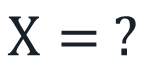 X = ?